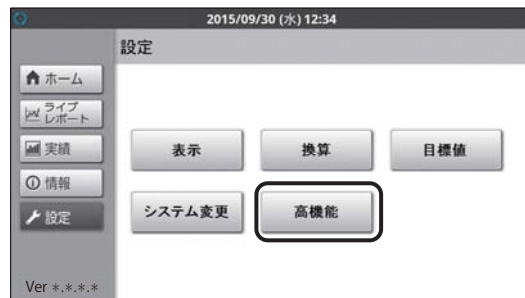 2015/09/30 (水) 12:34
設定
ホーム
ライブ
レポート
実績
情報
設定
表示
換算
目標値
システム変更
高機能
Ver *.*.*.*